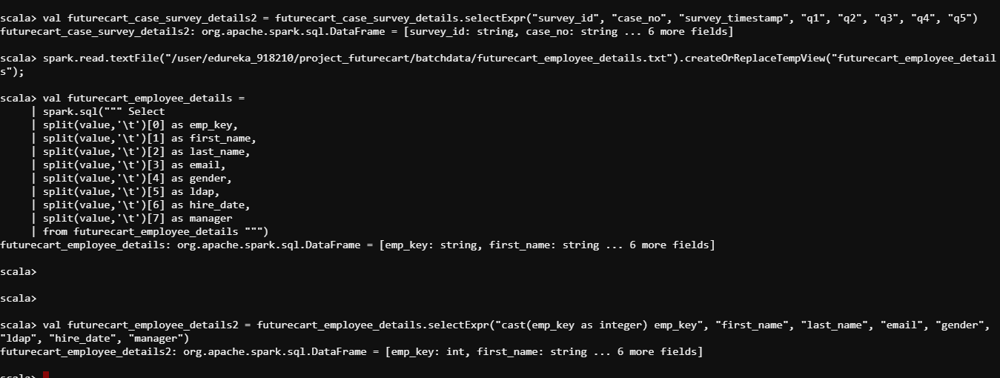 scala> val futurecart_case_survey_details2 = futurecart_case_survey_details.selectExpr("survey_id", "case_no", "survey_timestamp", "q1", "q2", "q3", "q4", "q5")
futurecart_case_survey_details2: org.apache.spark.sql.DataFrame = [survey_id: string, case_no: string ... 6 more fields]
scala> spark.read.textFile("/user/edureka_918210/project_futurecart/batchdata/futurecart_employee_details.txt").createOrReplaceTempView("futurecart_employee_detail
s");
scala> val futurecart_employee_details =
| spark.sql(""" Select
| split(value,'\t')[0] as emp_key,
| split(value,'\t')[1] as first_name,
| split(value,'\t')[2] as last_name,
| split(value,'\t')[3] as email,
| split(value,'\t')[4] as gender,
| split(value,'\t')[5] as ldap,
| split(value,'\t')[6] as hire_date,
| split(value,'\t')[7] as manager
| from futurecart_employee_details """)
futurecart_employee_details: org.apache.spark.sql.DataFrame = [emp_key: string, first_name: string ... 6 more fields]
scala>
scala>
scala> val futurecart_employee_details2 = futurecart_employee_details.selectExpr("cast(emp_key as integer) emp_key", "first_name", "last_name", "email", "gender",
"ldap", "hire_date", "manager")
futurecart_employee_details2: org.apache.spark.sql.DataFrame = [emp_key: int, first_name: string ... 6 more fields]
scala>